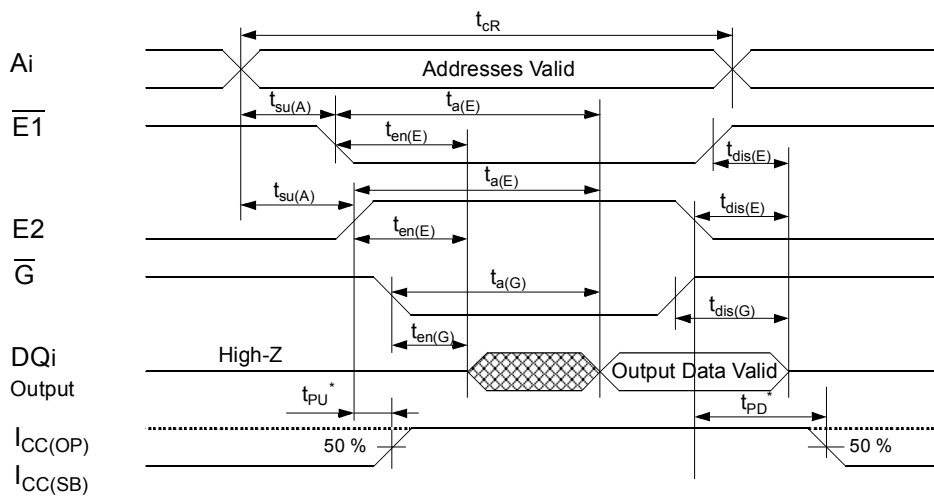 tcR
Ai
Addresses Valid
tsu(A)
ta(E)
E1
ten(E)
tdis(E)
ta(E)
tsu(A)
tdis(E)
E2
ten(E)
G
ta(G)
tdis(G)
ten(G)
DQi
High-Z
Output Data Valid
Output
tPU*
tPD*
ICC(OP)
50 %
50 %
ICC(SB)